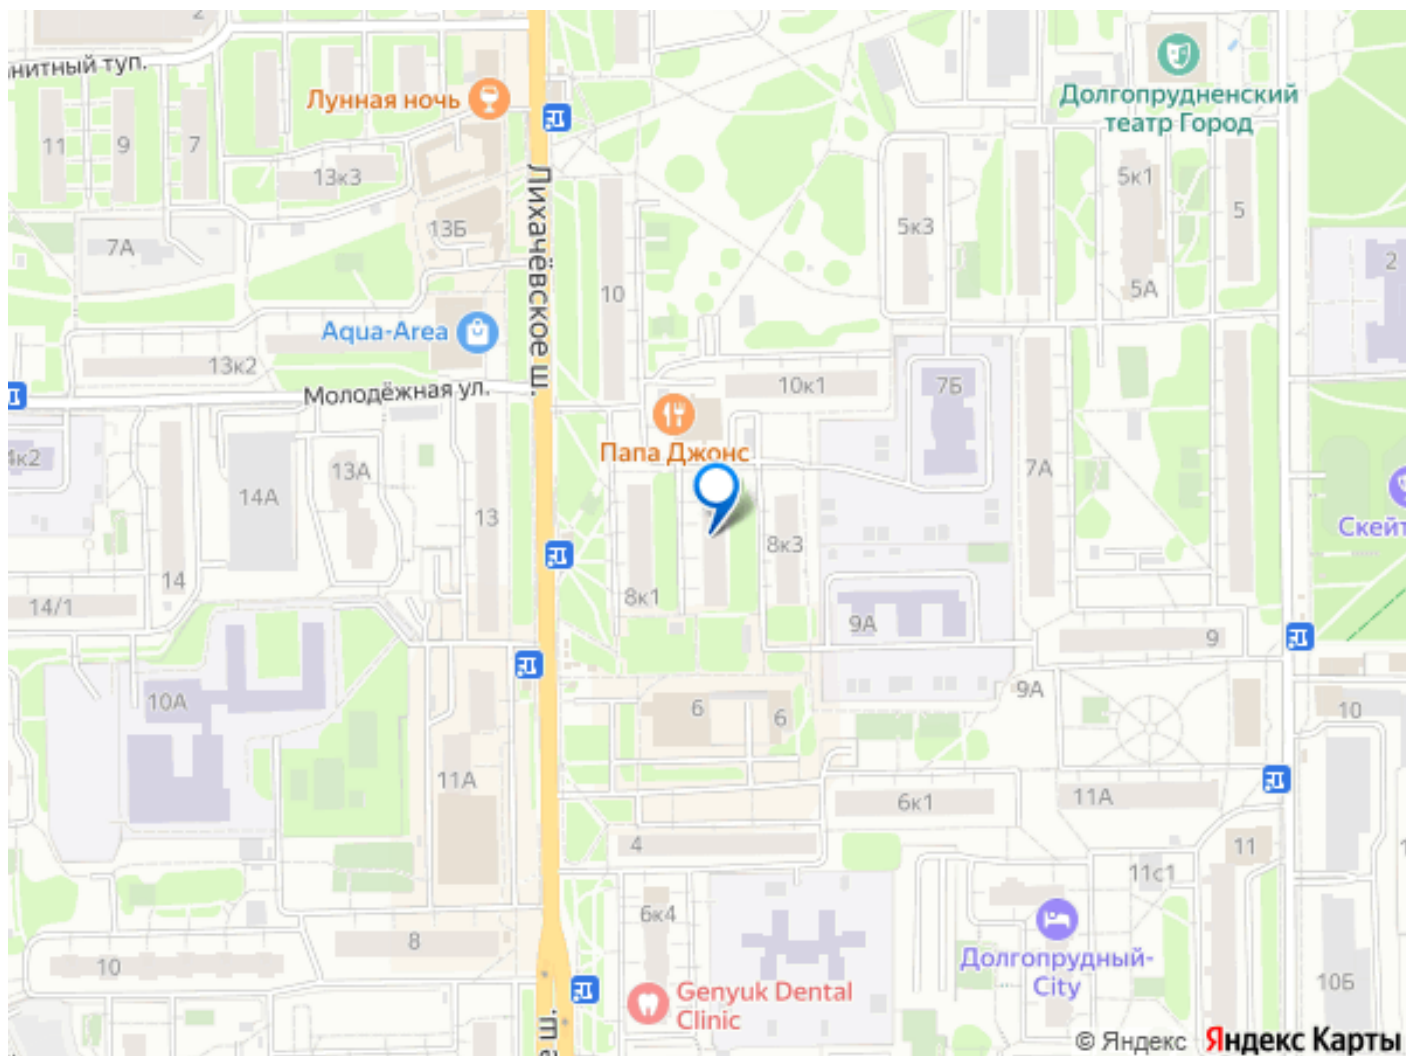 2
нитный туп.
Лунная ночь
Долгопрудненский
театр Город
11
9
7
13к3
5к1
5
13Б
5к3
7А
2
Лихачёвское ш.
10
5А
Aqua-Area
13к2
10к1
7Б
Молодёжная ул.
Папа Джонс
4к2
13А
7А
14А
13
Скейт
8к3
14
8к1
14/1
9А
9
9А
10А
6
6
10
11А
6к1
11А
4
11
11с1
6к4
8
10
Долгопрудный-
City
10Б
Genyuk Dental
Clinic
е ш.
© Яндекс Яндекс Карты